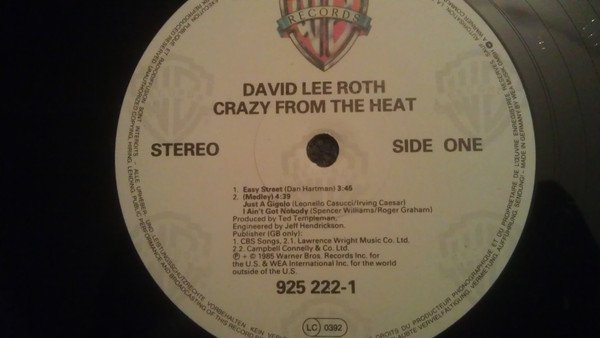 RECORDS
DAVID LEE ROTH
CRAZY FROM THE HEAT
STEREO
SIDE ONE
1. Easy Street (Dan Hartman) 3:45
2. (Medley) 4:39
Just A Gigolo (Leonello Casucci/Irving Caesar)
I Ain't Got Nobody (Spencer Williams/Roger Graham)
Produced by Ted Templeman.
Engineered by Jeff Hendrickson.
Publisher (GB only):
1. CBS Songs, 2.1. Lawrence Wright Music Co. Ltd.
2.2. Campbell Connelly & Co. Ltd.
℗ + © 1985 Warner Bros. Records Inc. for
the U.S. & WEA International Inc. for the world
outside of the U.S.
925 222-1
LC 0392